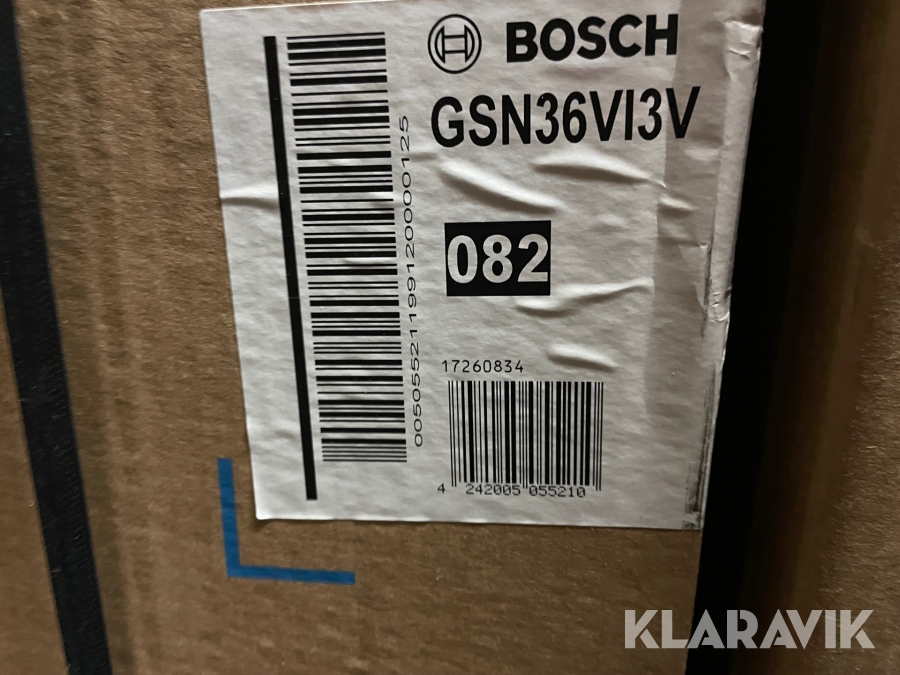 BOSCH
GSN36VI3V
082
17260834
4 242005 055210
00505521199120000125
KLARAVIK